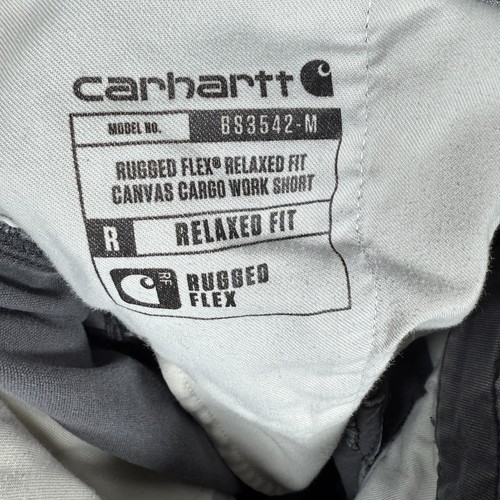 carhartt
MODEL NO. BS3542-M
RUGGED FLEX® RELAXED FIT
CANVAS CARGO WORK SHORT
R RELAXED FIT
RF RUGGED
FLEX